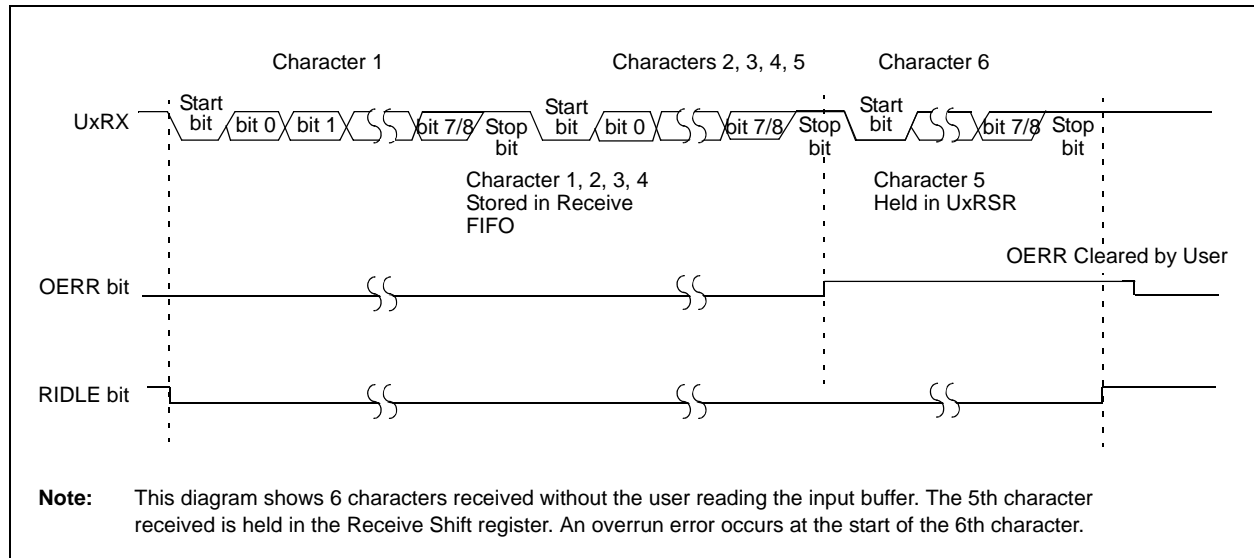 Character 1
Characters 2, 3, 4, 5
Character 6
UxRX
Start
bit
bit 0
bit 1
bit 7/8
Stop
bit
Start
bit
bit 0
bit 7/8
Stop
bit
Start
bit
bit 7/8
Stop
bit
Character 1, 2, 3, 4
Stored in Receive
FIFO
Character 5
Held in UxRSR
OERR Cleared by User
OERR bit
RIDLE bit
Note: This diagram shows 6 characters received without the user reading the input buffer. The 5th character
received is held in the Receive Shift register. An overrun error occurs at the start of the 6th character.